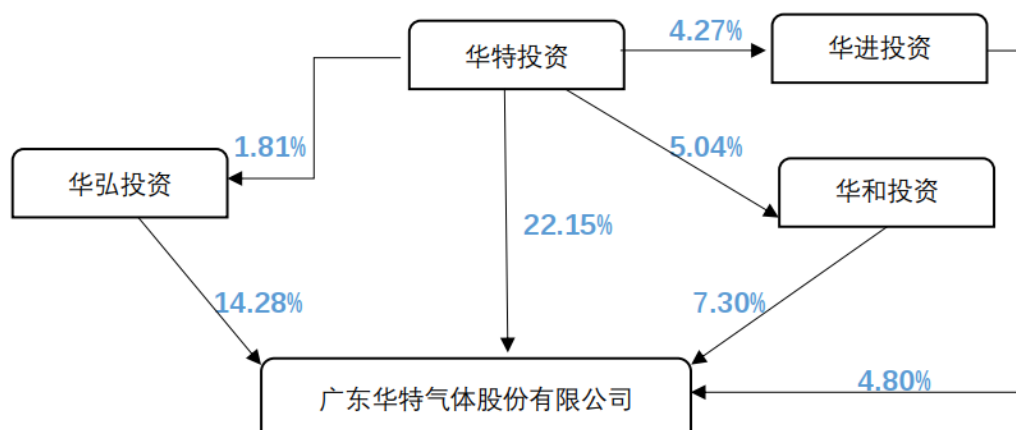 华特投资
4.27%
华进投资
1.81%
5.04%
华弘投资
华和投资
22.15%
14.28%
7.30%
4.80%
广东华特气体股份有限公司